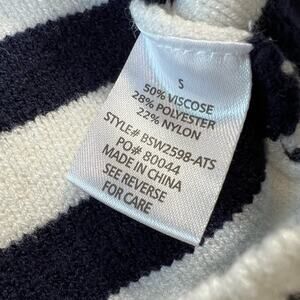 S
50% VISCOSE
28% POLYESTER
22% NYLON
STYLE# BSW2598-ATS
PO# 80044
MADE IN CHINA
SEE REVERSE
FOR CARE